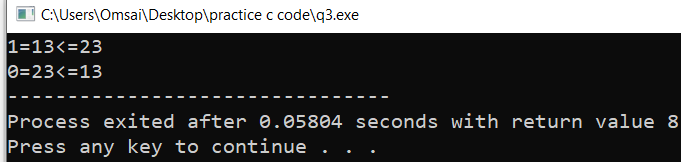 C:\Users\Omsai\Desktop\practice c code\q3.exe
1=13<=23
0=23<=13
--------------------------------
Process exited after 0.05804 seconds with return value 8
Press any key to continue . . .